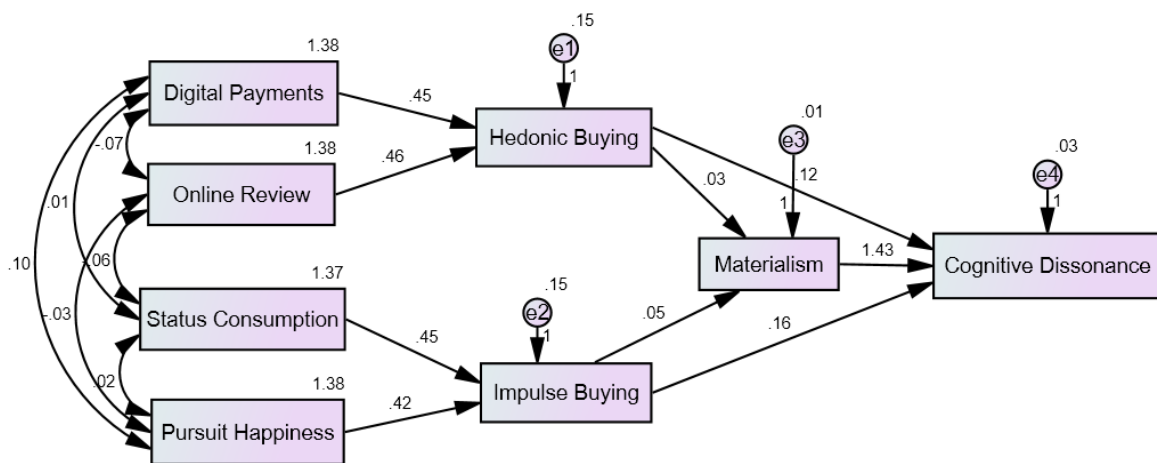 .15
1.38
e1
Digital Payments
.45
1
.01
Hedonic Buying
e3
-.07
1.38
.03
.46
.12
e4
Online Review
.03
1
1
.01
Materialism
1.43
Cognitive Dissonance
.10
.06
1.37
.15
-.03
Status Consumption
e2
.05
.16
.45
1
.02
1.38
Impulse Buying
.42
Pursuit Happiness